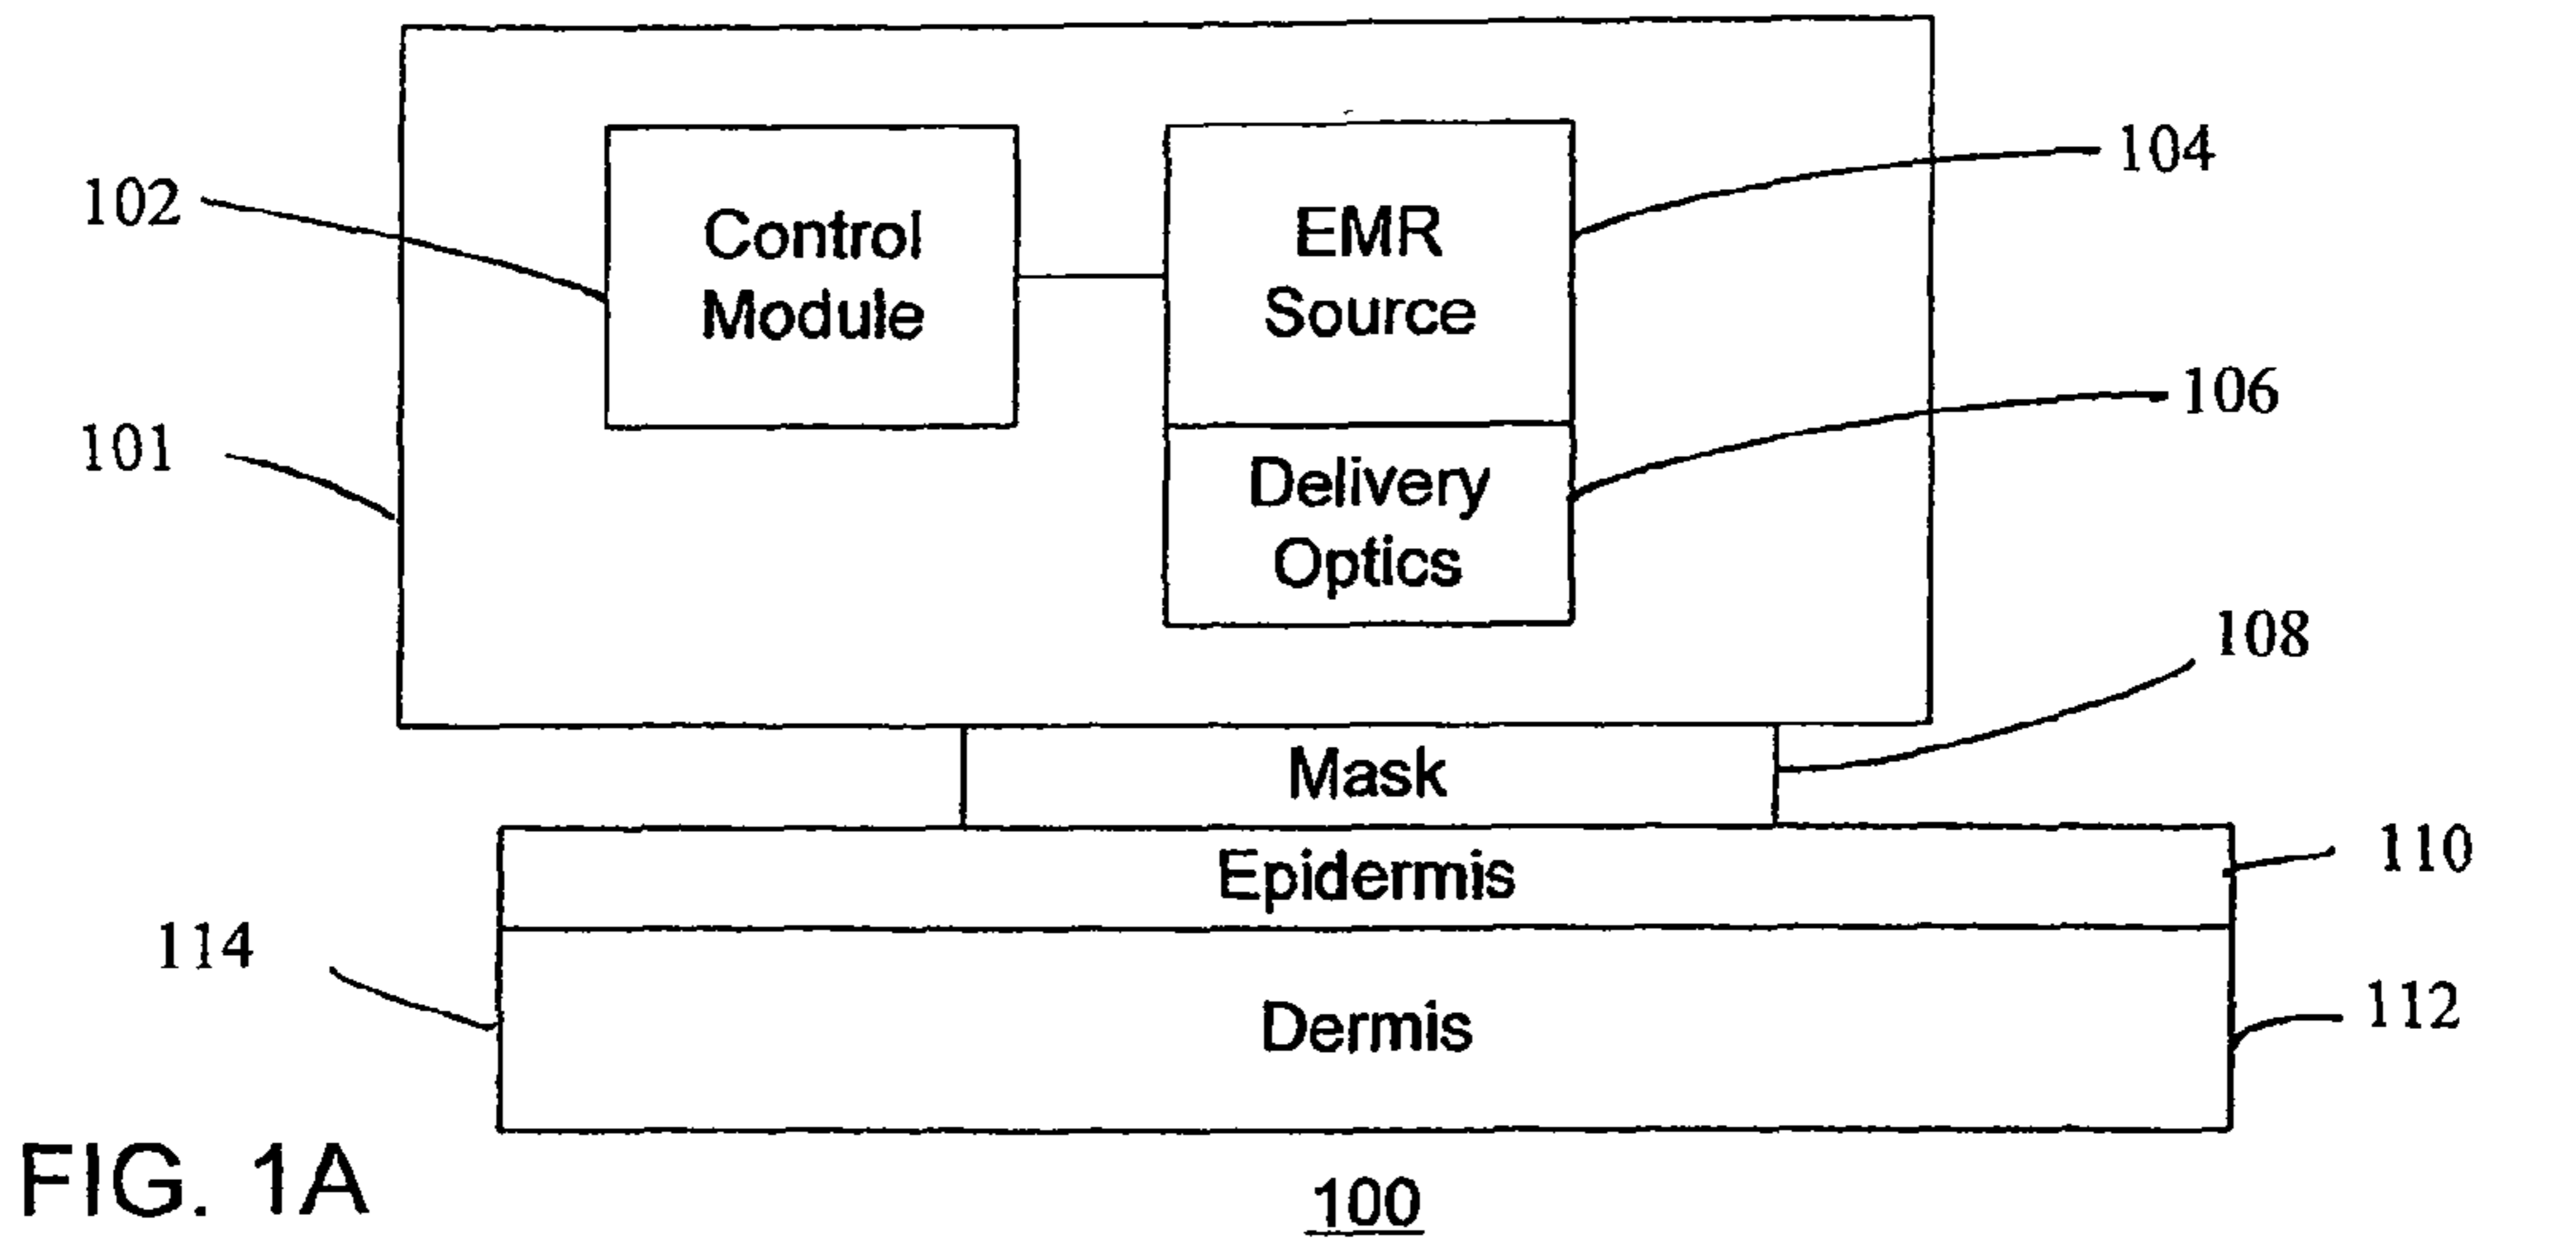 104
102
Control
Module
EMR
Source
106
101
Delivery
Optics
108
Mask
110
Epidermis
114
112
Dermis
FIG. 1A
100